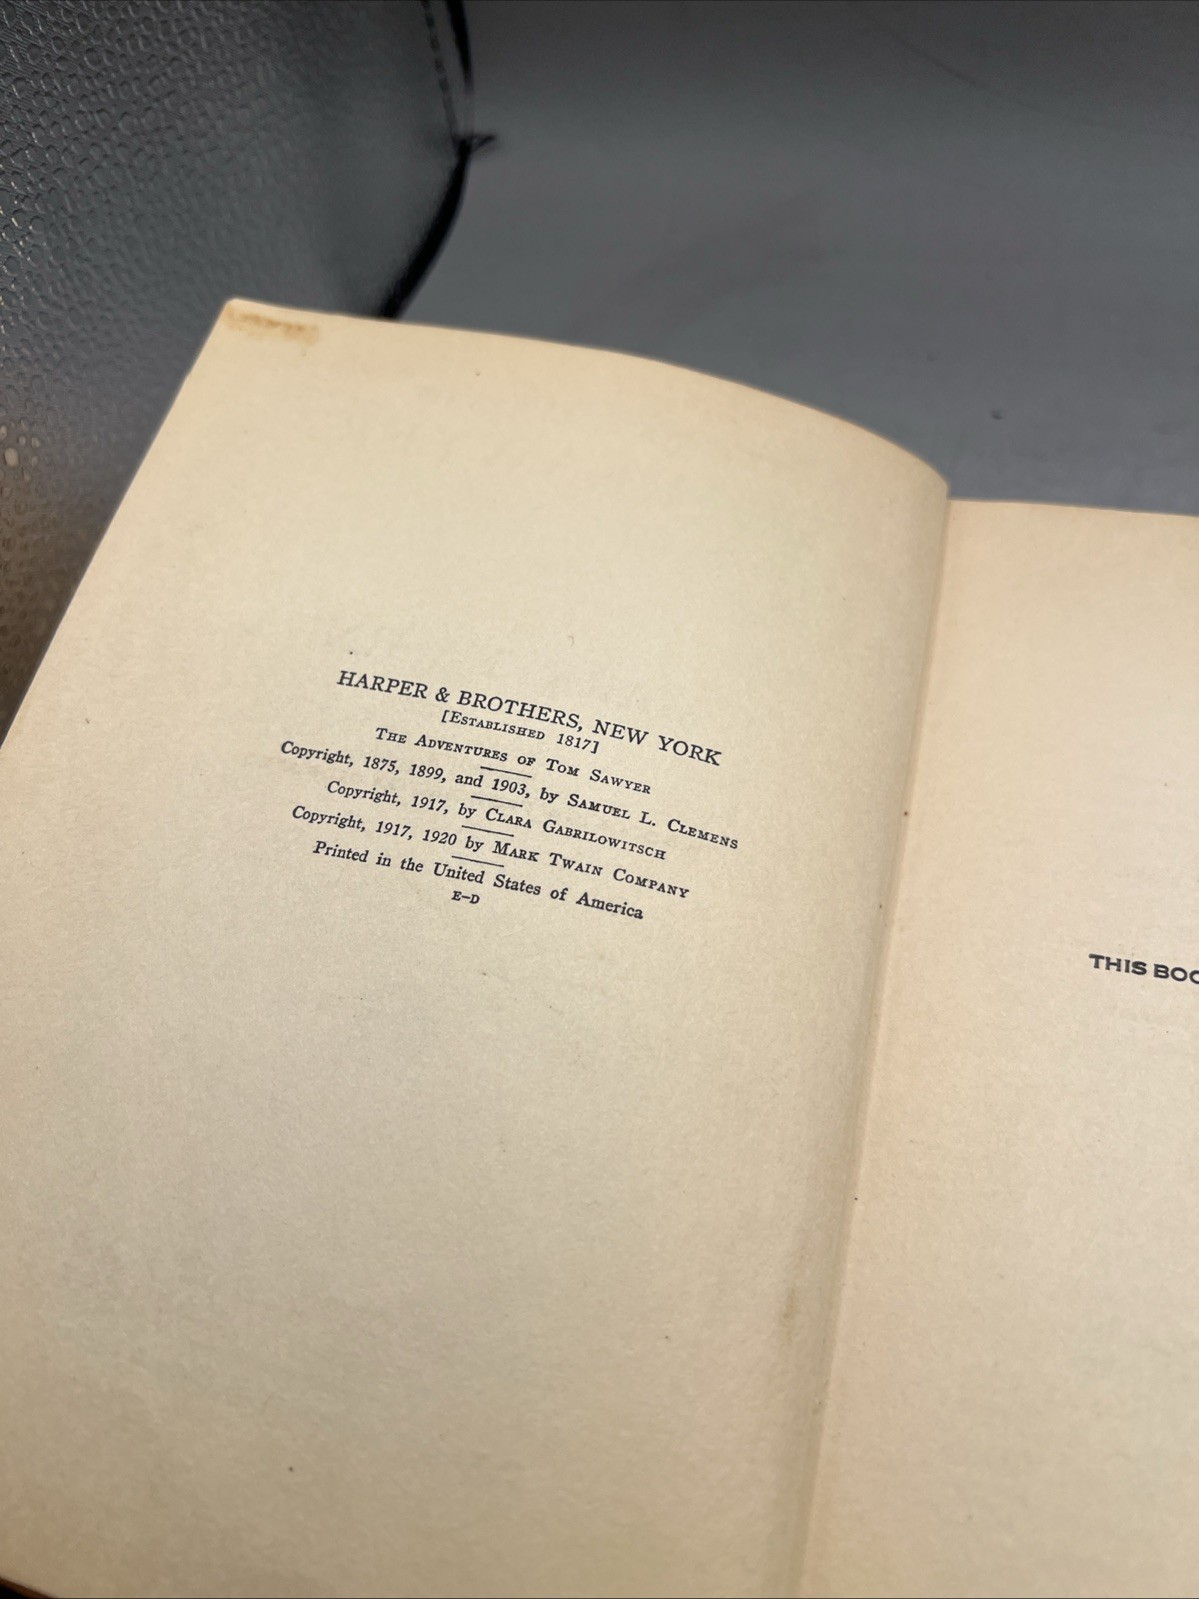 HARPER & BROTHERS, NEW YORK
[ESTABLISHED 1817]
THE ADVENTURES OF TOM SAWYER
Copyright, 1875, 1899, and 1903, by SAMUEL L. CLEMENS
Copyright, 1917, by CLARA GABRILOWITSCH
Copyright, 1917, 1920 by MARK TWAIN COMPANY
Printed in the United States of America
E-D
THIS BOO